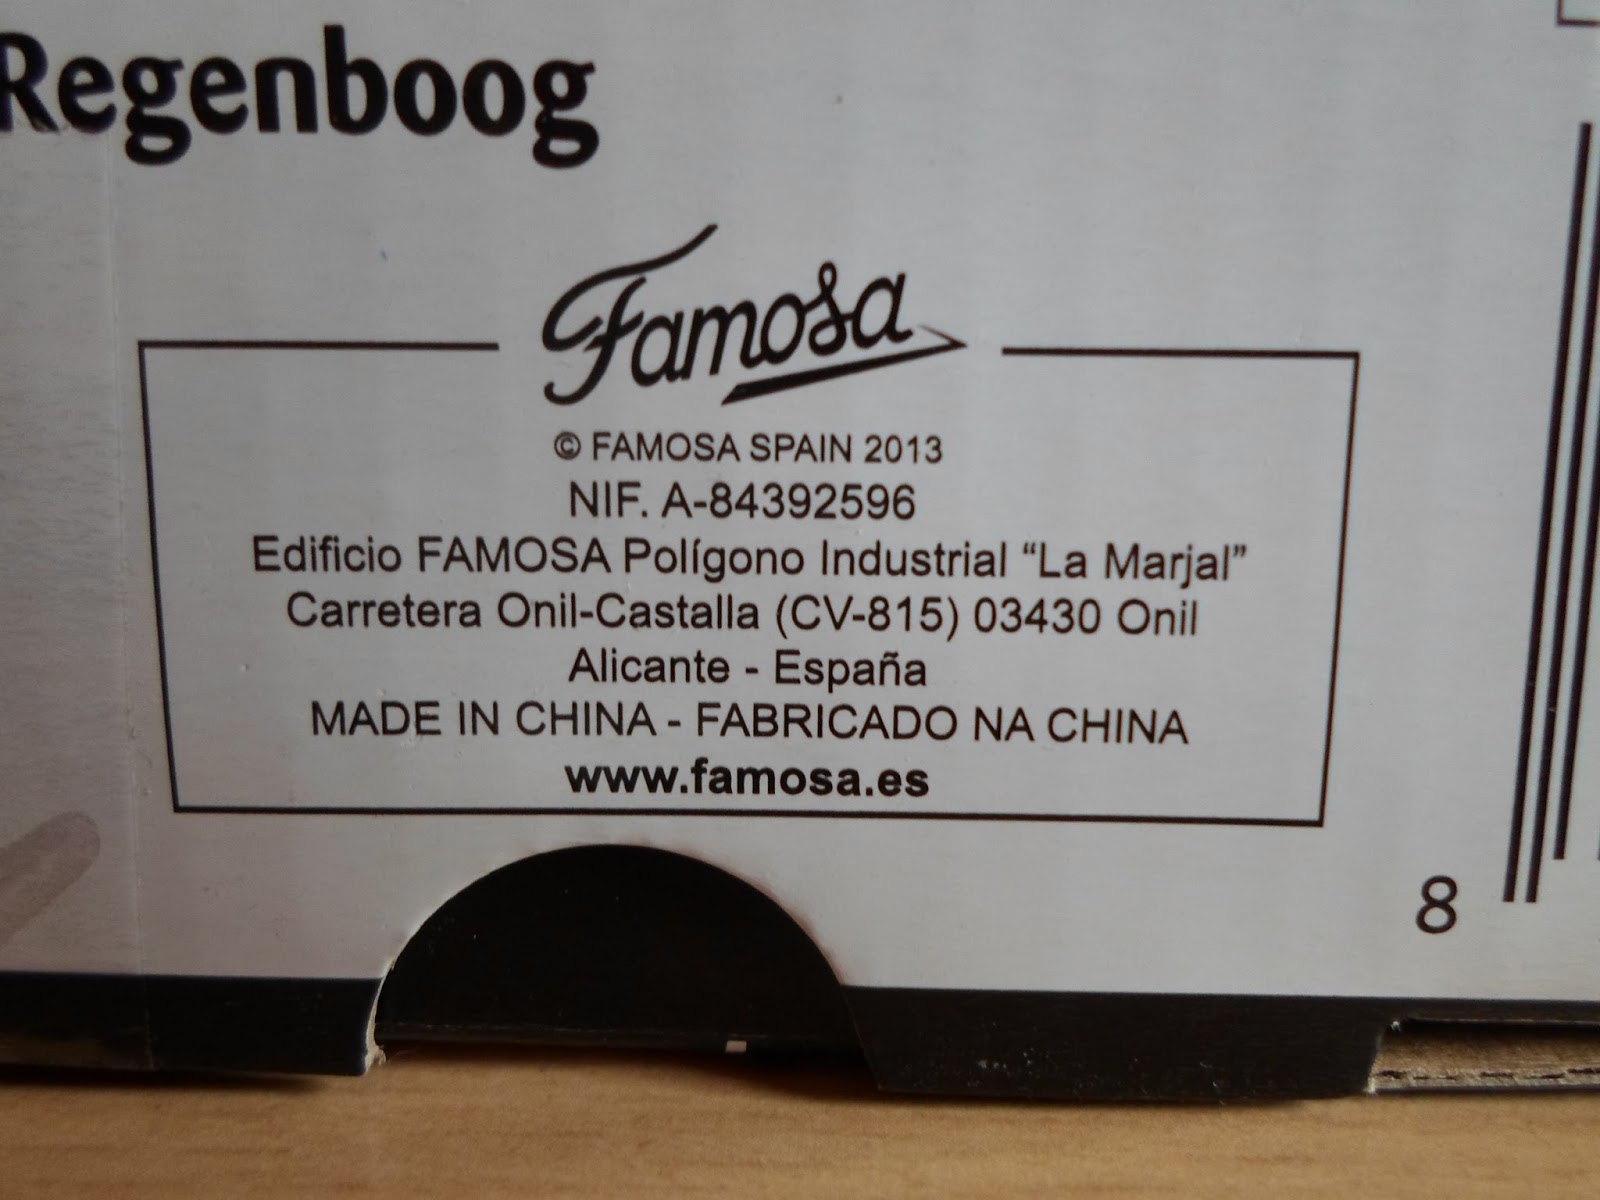 Regenboog
Famosa
© FAMOSA SPAIN 2013
NIF. A-84392596
Edificio FAMOSA Polígono Industrial “La Marjal”
Carretera Onil-Castalla (CV-815) 03430 Onil
Alicante - España
MADE IN CHINA - FABRICADO NA CHINA
www.famosa.es
8